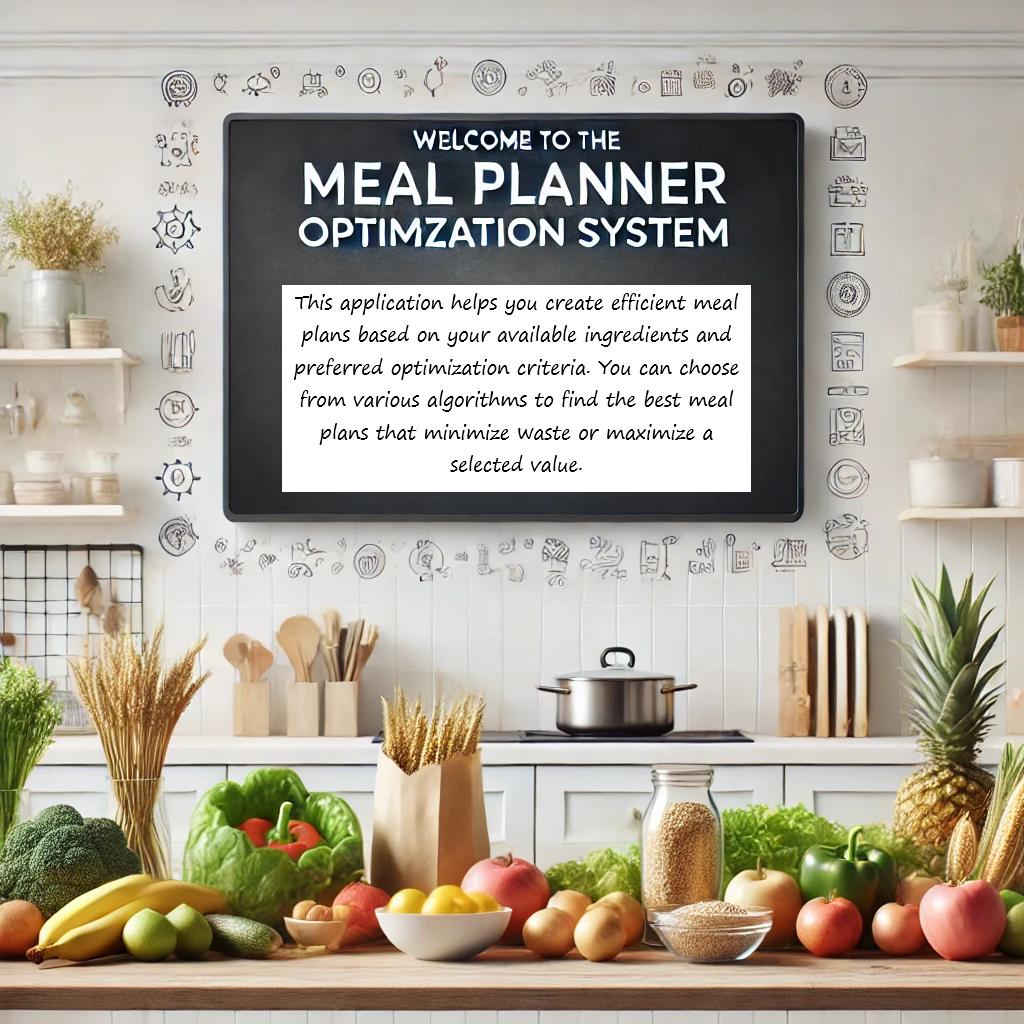 WELCOME TO THE
MEAL PLANNER
OPTIMZATION SYSTEM
This application helps you create efficient meal
plans based on your available ingredients and
preferred optimization criteria. You can choose
from various algorithms to find the best meal
plans that minimize waste or maximize a
selected value.